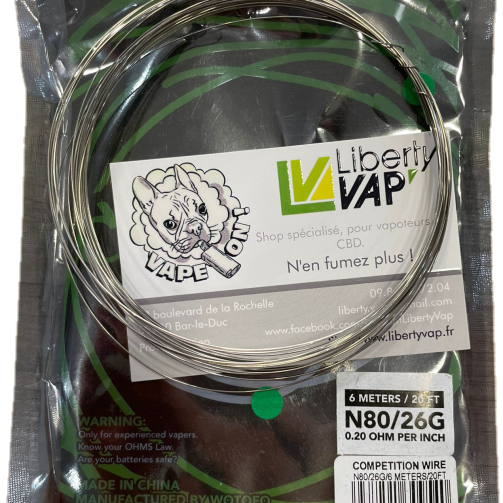 Liberty
VAP'
VAPE
INO!
Shop spécialisé, pour vapoteurs
CBD.
N'en fumez plus !
boulevard de la Rochelle
Bar-le-Duc
www.facebook.com
LibertyVap
www.libertyvap.fr
6 METERS / 20 FT
N80/26G
0.20 OHM PER INCH
COMPETITION WIRE
N80/26G/6 METERS/20FT
WARNING:
Only for experienced vapers.
Know your OHMS Law.
Are your batteries safe?
MADE IN CHINA
MANUFACTURED BY WOTOFO